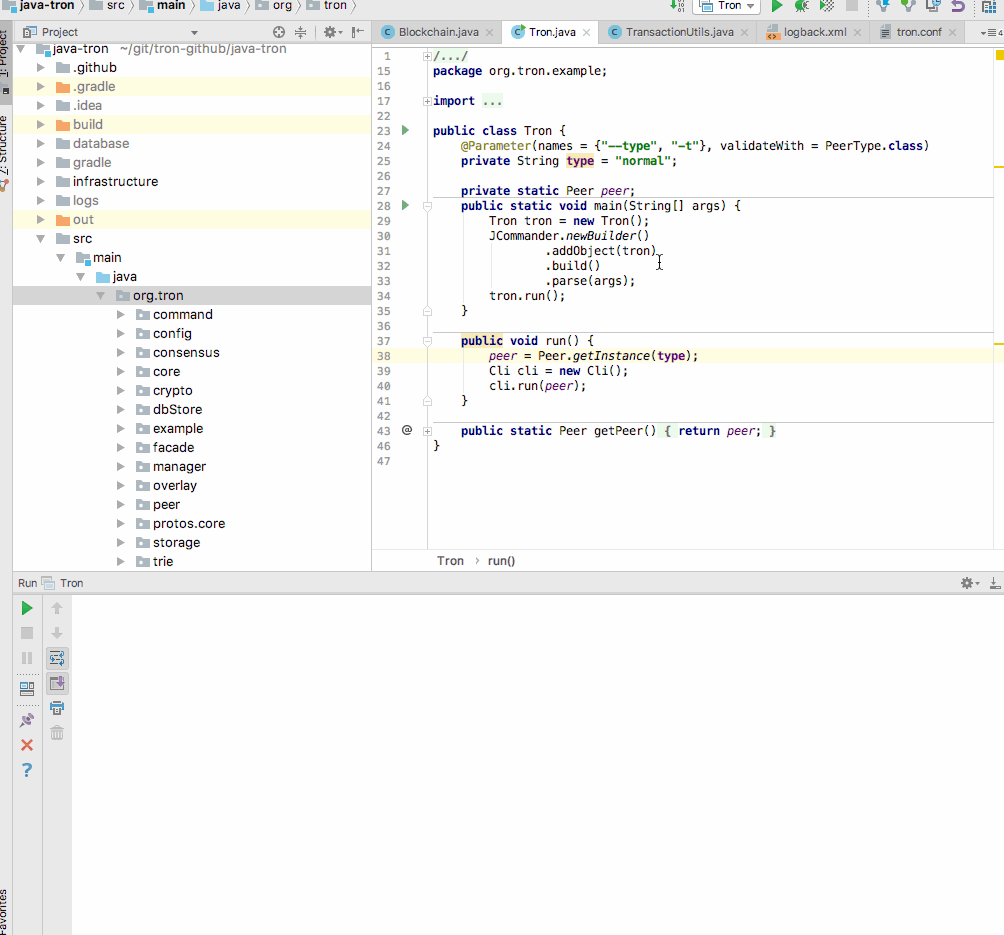 java-tron src main java org tron Tron
1: Project
Project
Blockchain.java Tron.java TransactionUtils.java logback.xml tron.conf 4
java-tron ~/git/tron-github/java-tron
.github
.gradle
.idea
build
database
gradle
infrastructure
logs
out
src
main
java
org.tron
command
config
consensus
core
crypto
dbStore
example
facade
manager
overlay
peer
protos.core
storage
trie
Z: Structure
1 /.../
15 package org.tron.example;
16
17 import ...
22
23 public class Tron {
24 @Parameter(names = {"--type", "-t"}, validateWith = PeerType.class)
25 private String type = "normal";
26
27 private static Peer peer;
28 public static void main(String[] args) {
29 Tron tron = new Tron();
30 JCommander.newBuilder()
31 .addObject(tron)
32 .build()
33 .parse(args);
34 tron.run();
35 }
36
37 public void run() {
38 peer = Peer.getInstance(type);
39 Cli cli = new Cli();
40 cli.run(peer);
41 }
42
43 @ public static Peer getPeer() { return peer; }
46 }
47
Tron › run()
Run Tron
?
Favorites